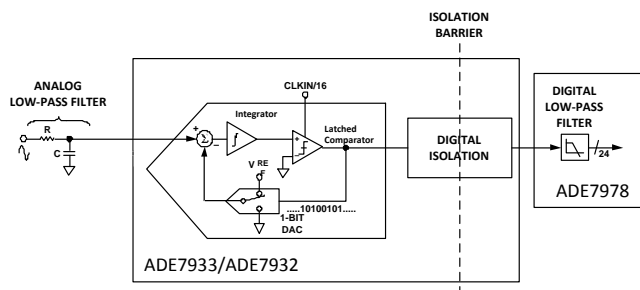 ISOLATION
BARRIER
CLKIN/16
ANALOG
LOW-PASS FILTER
R
C
+
Σ
−
Integrator
∫
Latched
Comparator
+
−
DIGITAL
ISOLATION
DIGITAL
LOW-PASS
FILTER
24
V RE
F
.....10100101.....
1-BIT
DAC
ADE7978
ADE7933/ADE7932